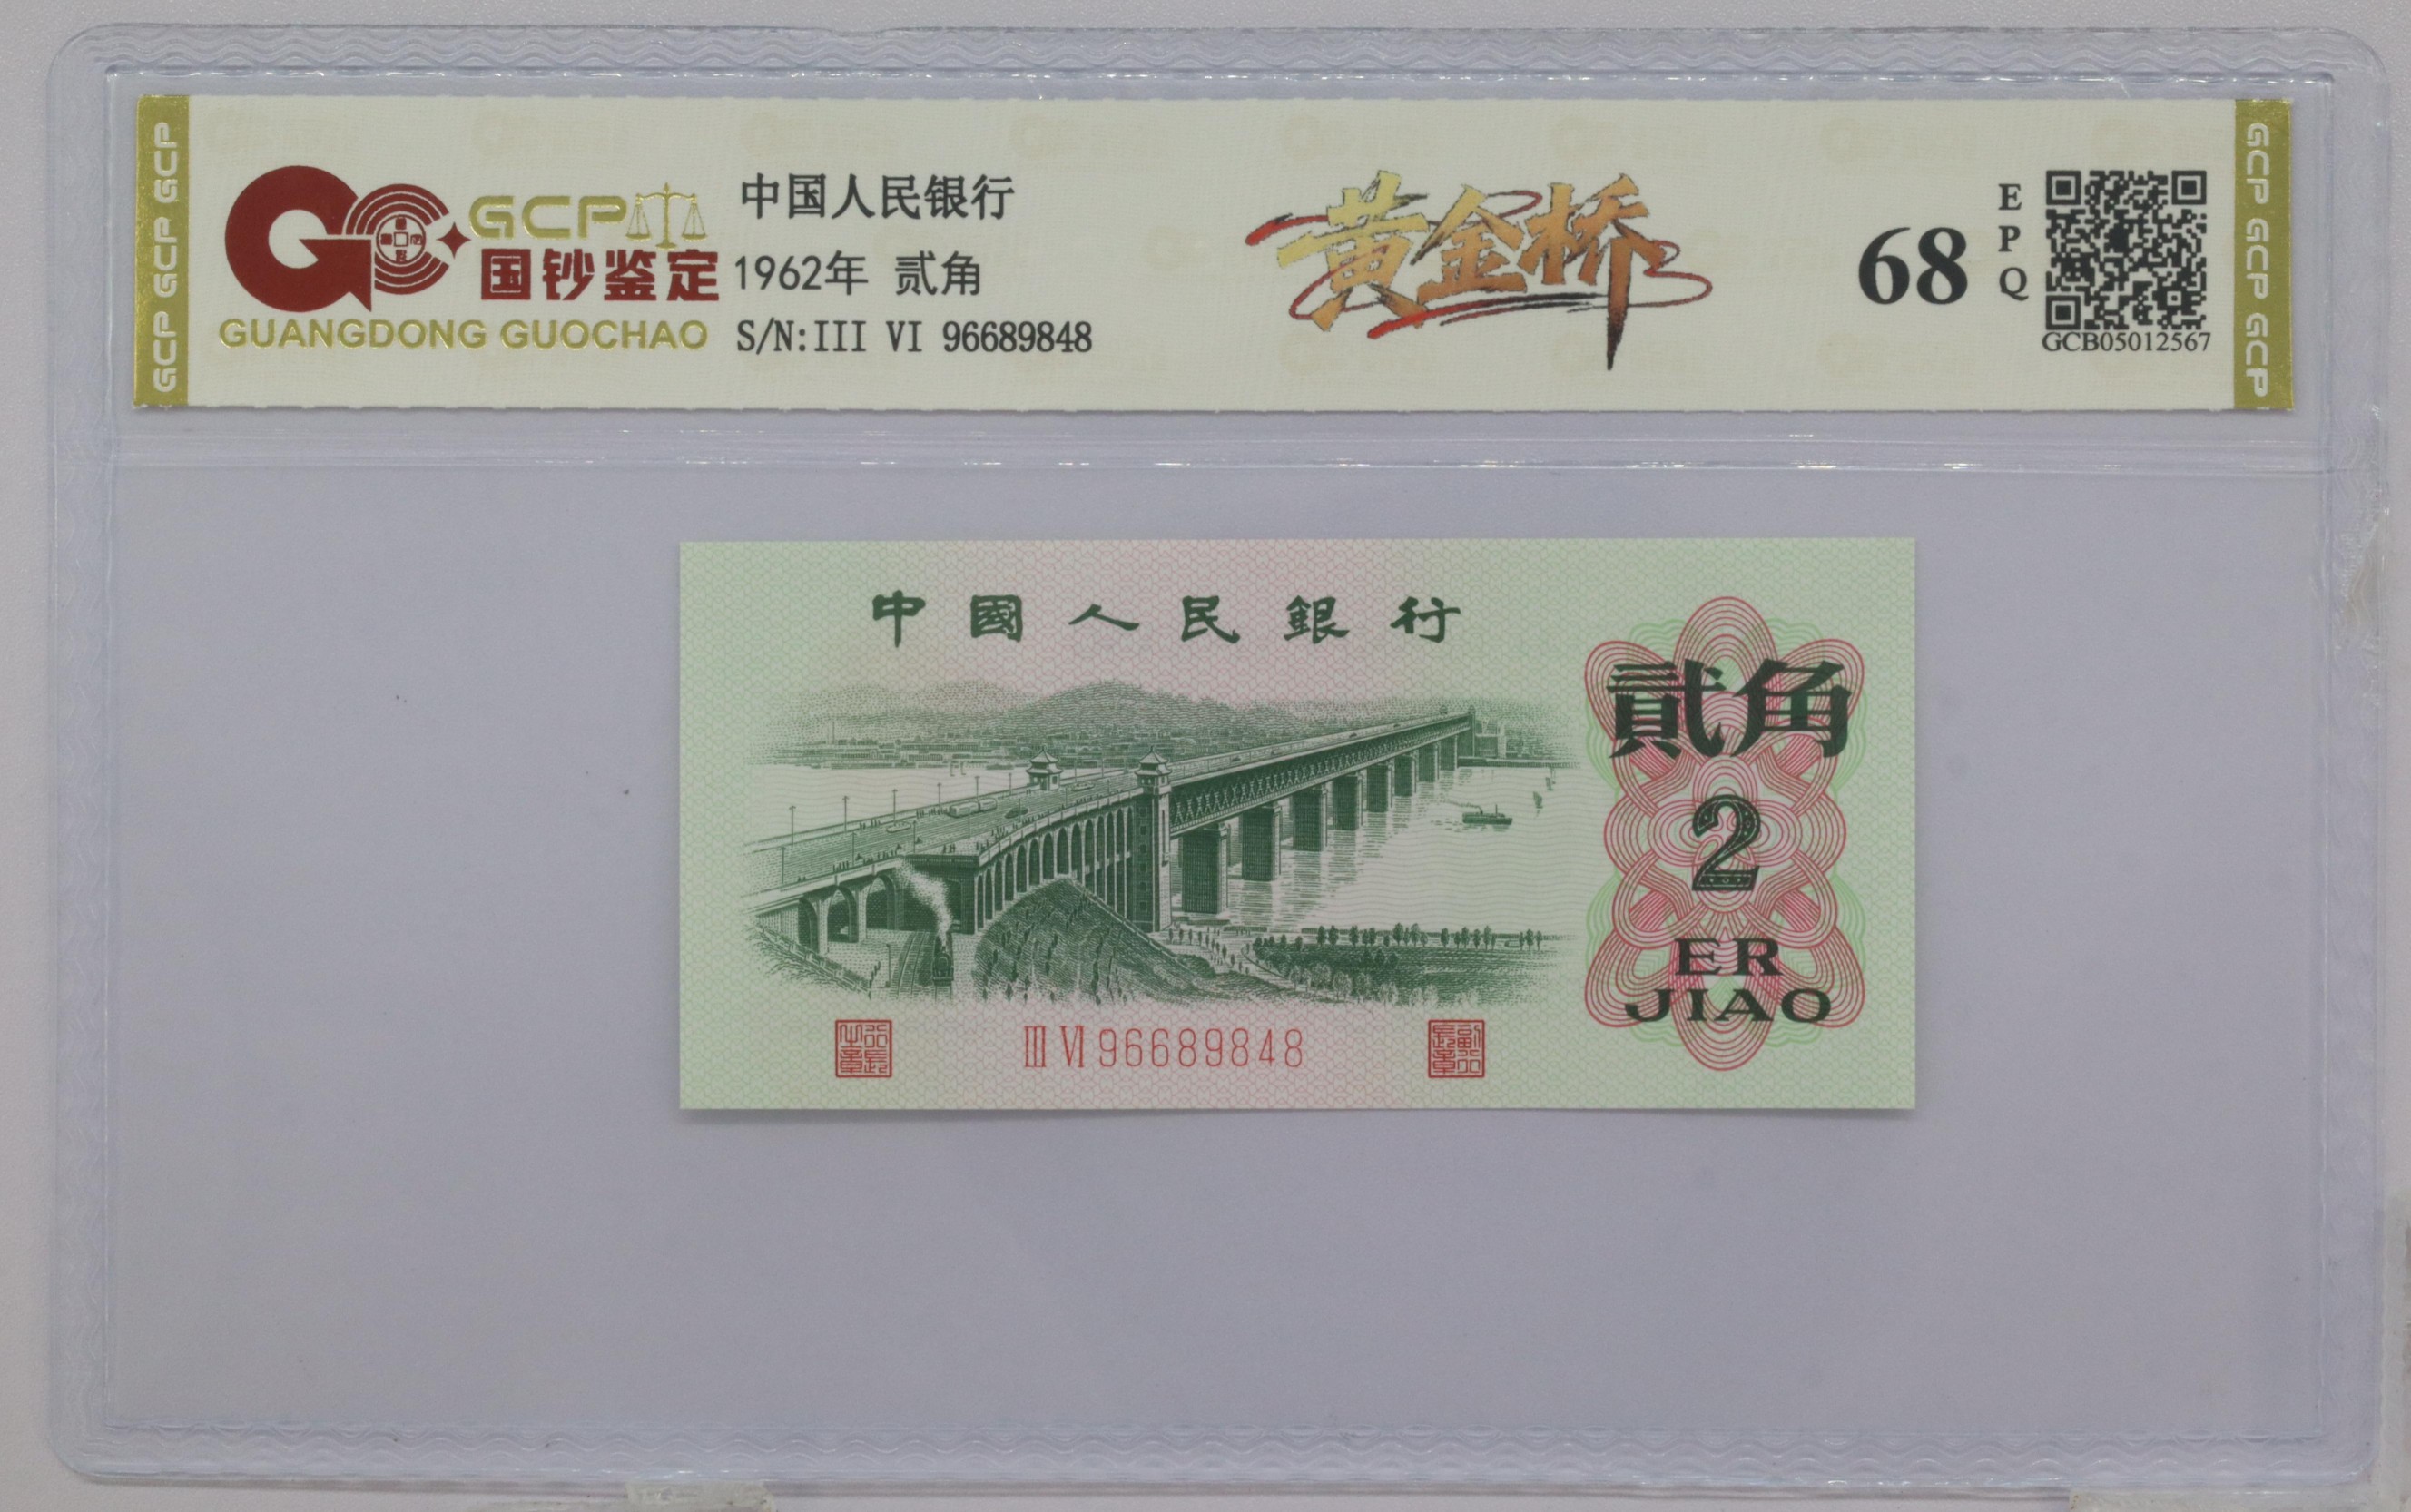 GCP GCP GCP
GCP
国钞鉴定
GUANGDONG GUOCHAO
中国人民银行
1962年 贰角
S/N:III VI 96689848
黄金桥
68
EPQ
GCB05012567
GCP GCP GCP
中國人民銀行
貳角
2
ER
JIAO
III VI 96689848